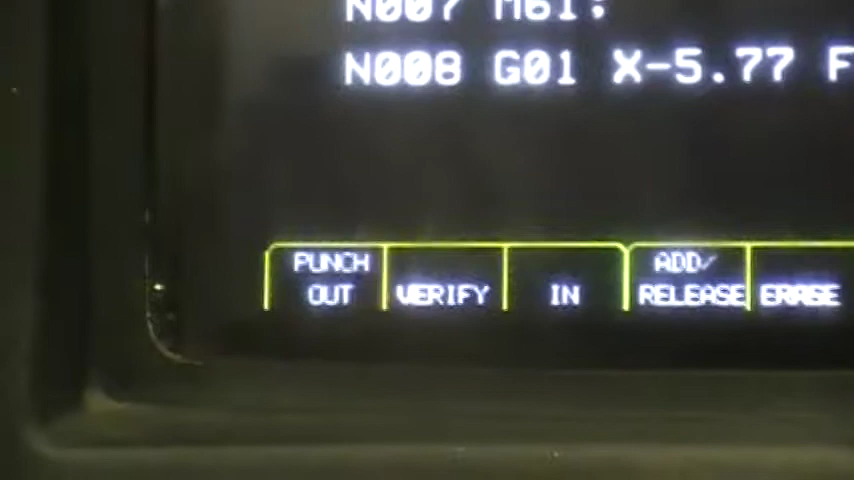 N007 M61;
N008 G01 X-5.77 F
PUNCH OUT
VERIFY
IN
ADD/ RELEASE
ERASE